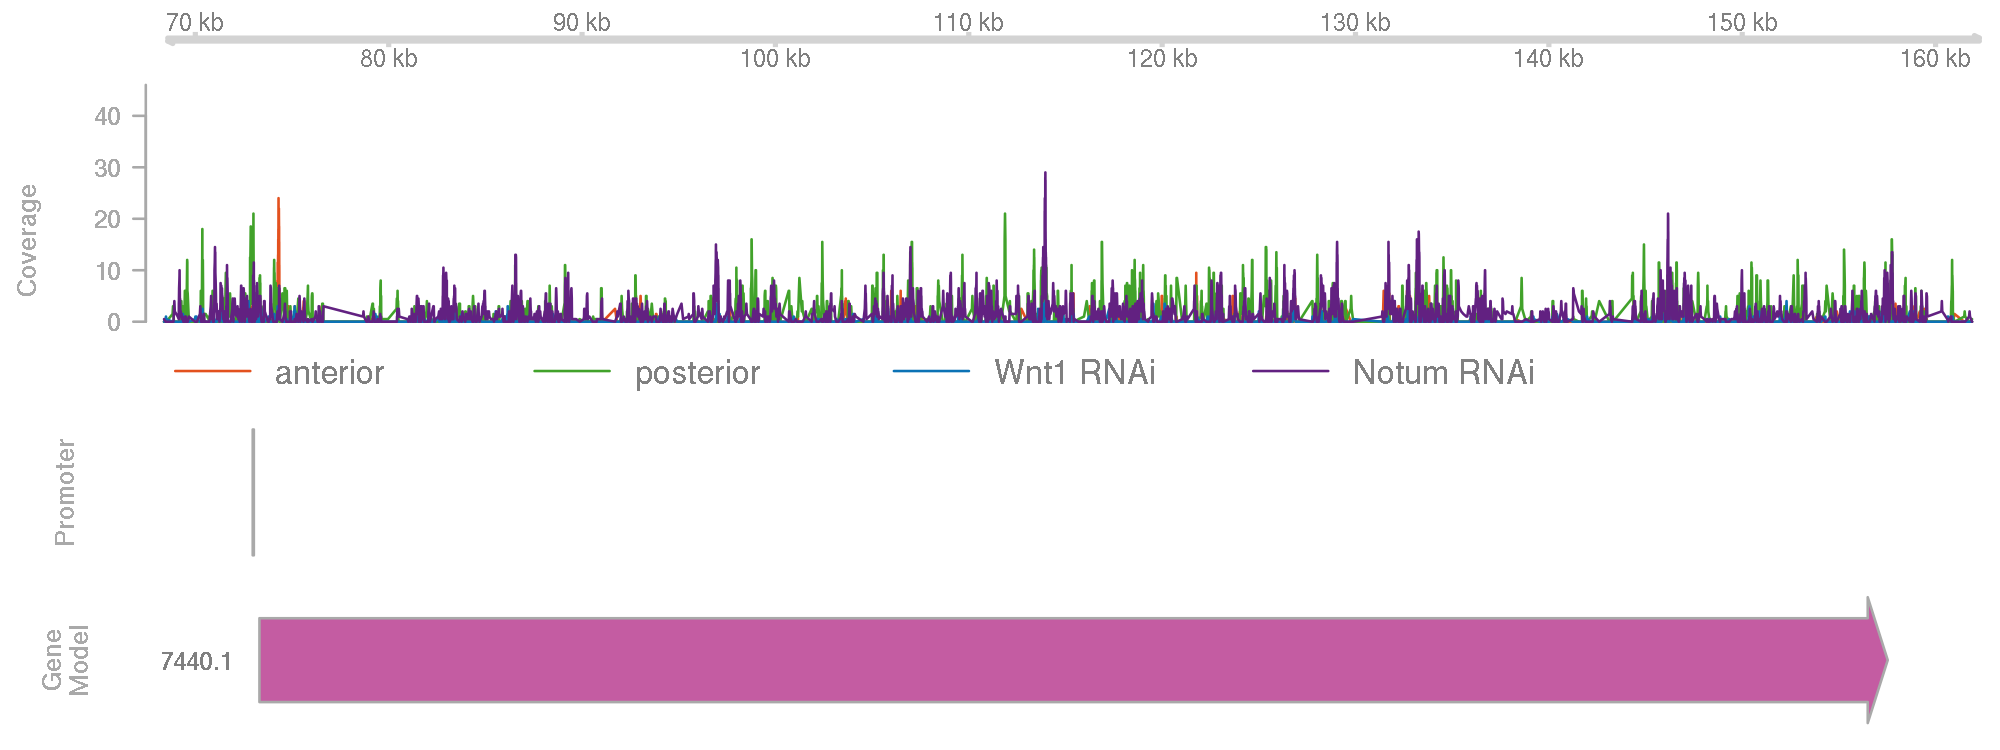 70 kb 90 kb 110 kb 130 kb 150 kb
80 kb 100 kb 120 kb 140 kb 160 kb
Coverage
40
30
20
10
0
anterior posterior Wnt1 RNAi Notum RNAi
Promoter
Gene
Model
7440.1